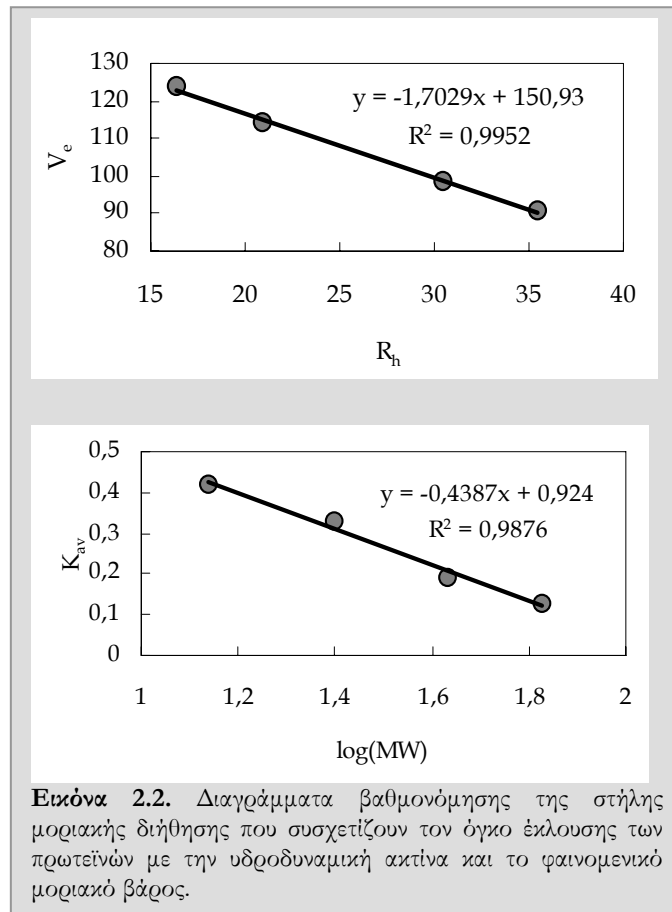 130
120
110
100
90
80
V_e
y = -1,7029x + 150,93
R² = 0,9952
15 20 25 30 35 40
R_h
0,5
0,4
0,3
0,2
0,1
0
K_av
y = -0,4387x + 0,924
R² = 0,9876
1 1,2 1,4 1,6 1,8 2
log(MW)
Εικόνα 2.2. Διαγράμματα βαθμονόμησης της στήλης
μοριακής διήθησης που συσχετίζουν τον όγκο έκλουσης των
πρωτεϊνών με την υδροδυναμική ακτίνα και το φαινομενικό
μοριακό βάρος.